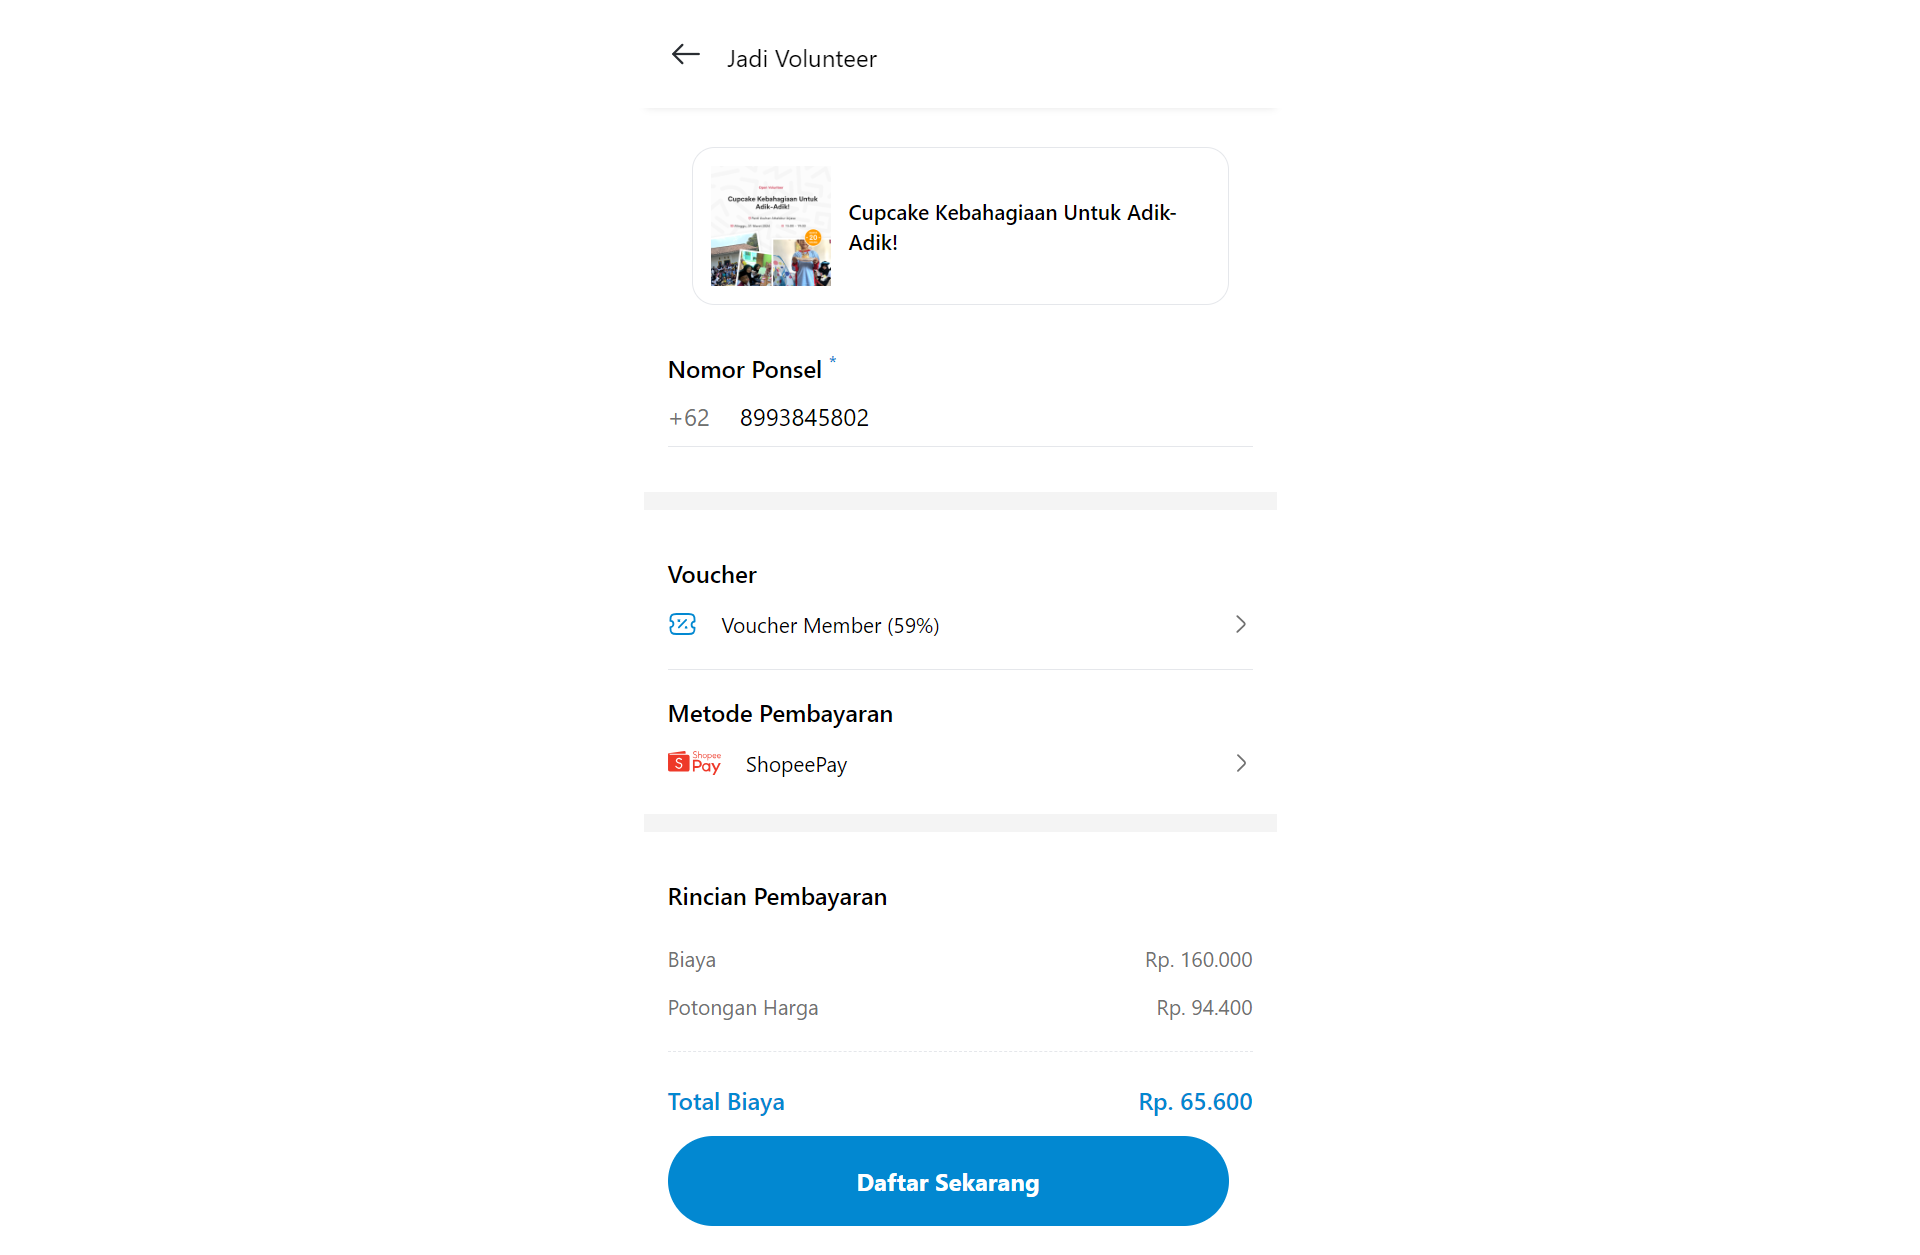 Jadi Volunteer
Cupcake Kebahagiaan Untuk
Adik-Adik!
Cupcake Kebahagiaan Untuk Adik-
Adik!
Nomor Ponsel *
+62 8993845802
Voucher
Voucher Member (59%)
Metode Pembayaran
S Shopee Pay ShopeePay
Rincian Pembayaran
Biaya Rp. 160.000
Potongan Harga Rp. 94.400
Total Biaya Rp. 65.600
Daftar Sekarang